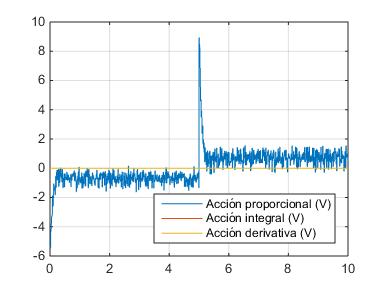 10
8
6
4
2
0
-2
-4
-6
Acción proporcional (V)
Acción integral (V)
Acción derivativa (V)
0 2 4 6 8 10